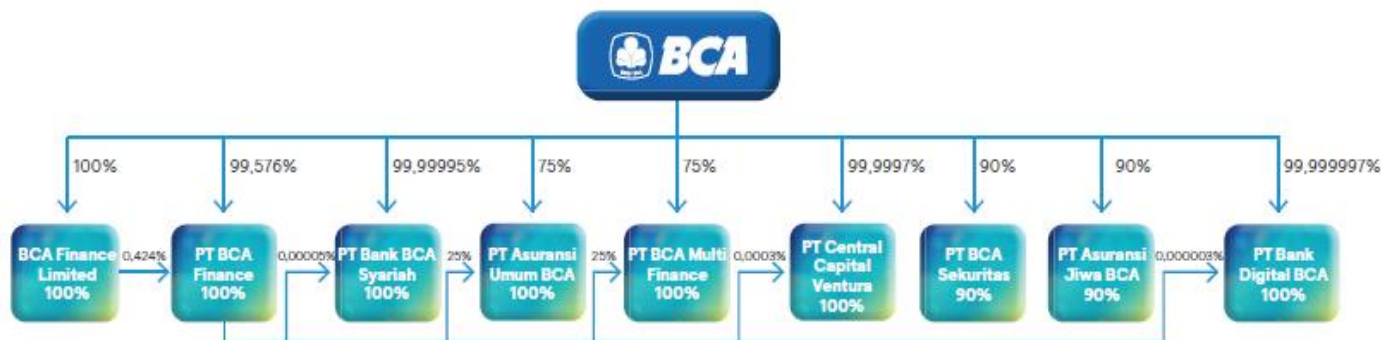 BCA
100%
99,576%
99,99995%
75%
75%
99,9997%
90%
90%
99,999997%
BCA Finance
Limited
100%
0,424%
PT BCA
Finance
100%
0,00005%
PT Bank BCA
Syariah
100%
25%
PT Asuransi
Umum BCA
100%
25%
PT BCA Multi
Finance
100%
0,0003%
PT Central
Capital
Ventura
100%
PT BCA
Sekuritas
90%
PT Asuransi
Jiwa BCA
90%
0,000003%
PT Bank
Digital BCA
100%